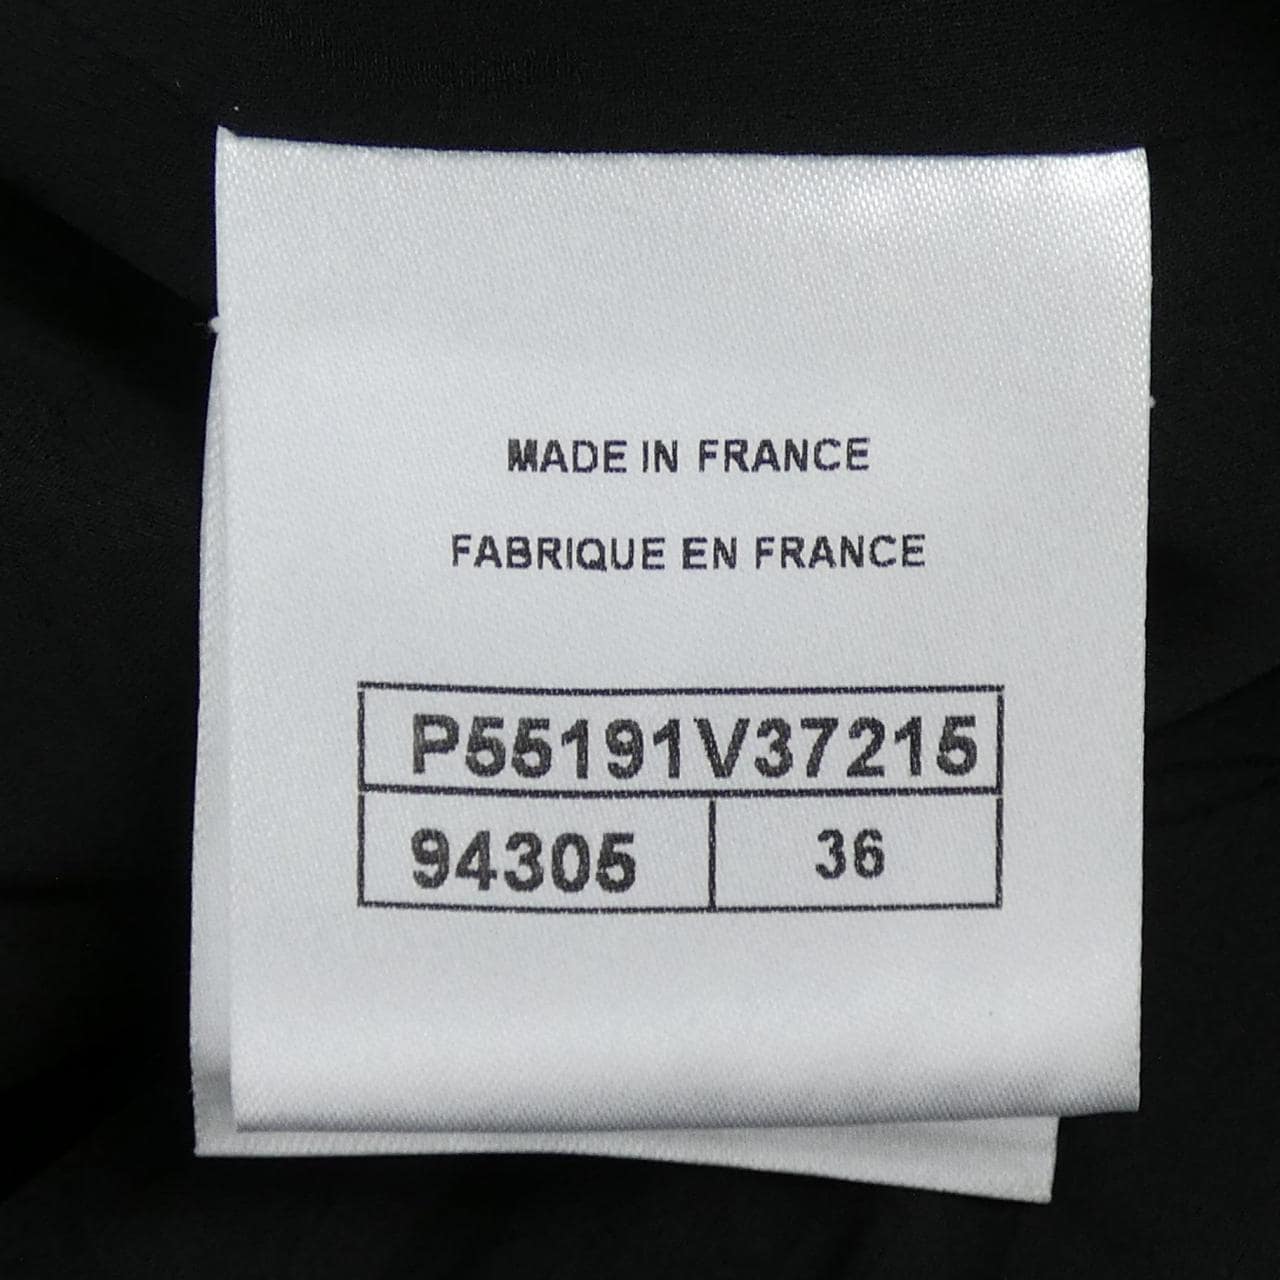 MADE IN FRANCE
FABRIQUE EN FRANCE
P55191V37215
94305 36